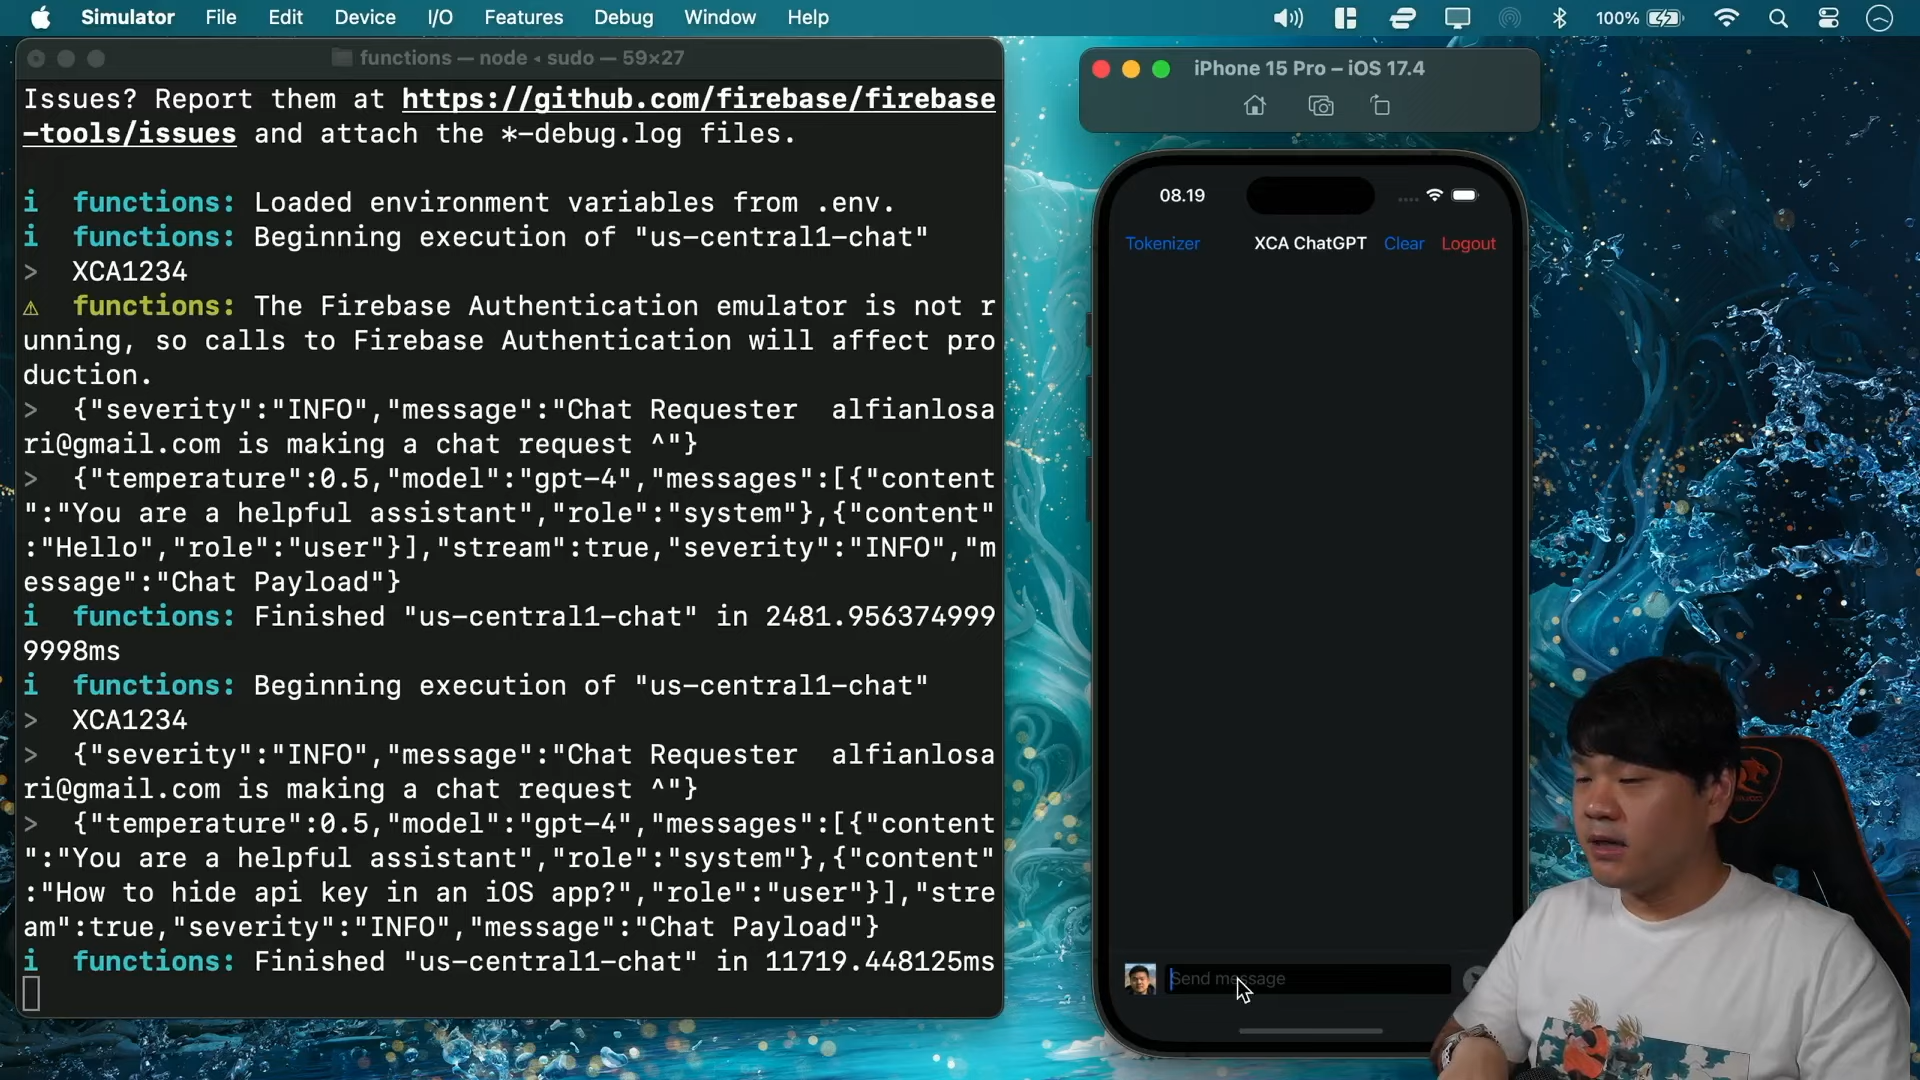 Simulator File Edit Device I/O Features Debug Window Help 100%
functions — node ◂ sudo — 59×27
Issues? Report them at https://github.com/firebase/firebase
-tools/issues and attach the *-debug.log files.
i functions: Loaded environment variables from .env.
i functions: Beginning execution of "us-central1-chat"
> XCA1234
⚠ functions: The Firebase Authentication emulator is not r
unning, so calls to Firebase Authentication will affect pro
duction.
> {"severity":"INFO","message":"Chat Requester  alfianlosa
ri@gmail.com is making a chat request ^"}
> {"temperature":0.5,"model":"gpt-4","messages":[{"content
":"You are a helpful assistant","role":"system"},{"content"
:"Hello","role":"user"}],"stream":true,"severity":"INFO","m
essage":"Chat Payload"}
i functions: Finished "us-central1-chat" in 2481.956374999
9998ms
i functions: Beginning execution of "us-central1-chat"
> XCA1234
> {"severity":"INFO","message":"Chat Requester  alfianlosa
ri@gmail.com is making a chat request ^"}
> {"temperature":0.5,"model":"gpt-4","messages":[{"content
":"You are a helpful assistant","role":"system"},{"content"
:"How to hide api key in an iOS app?","role":"user"}],"stre
am":true,"severity":"INFO","message":"Chat Payload"}
i functions: Finished "us-central1-chat" in 11719.448125ms
iPhone 15 Pro – iOS 17.4
08.19
Tokenizer XCA ChatGPT Clear Logout
Send message